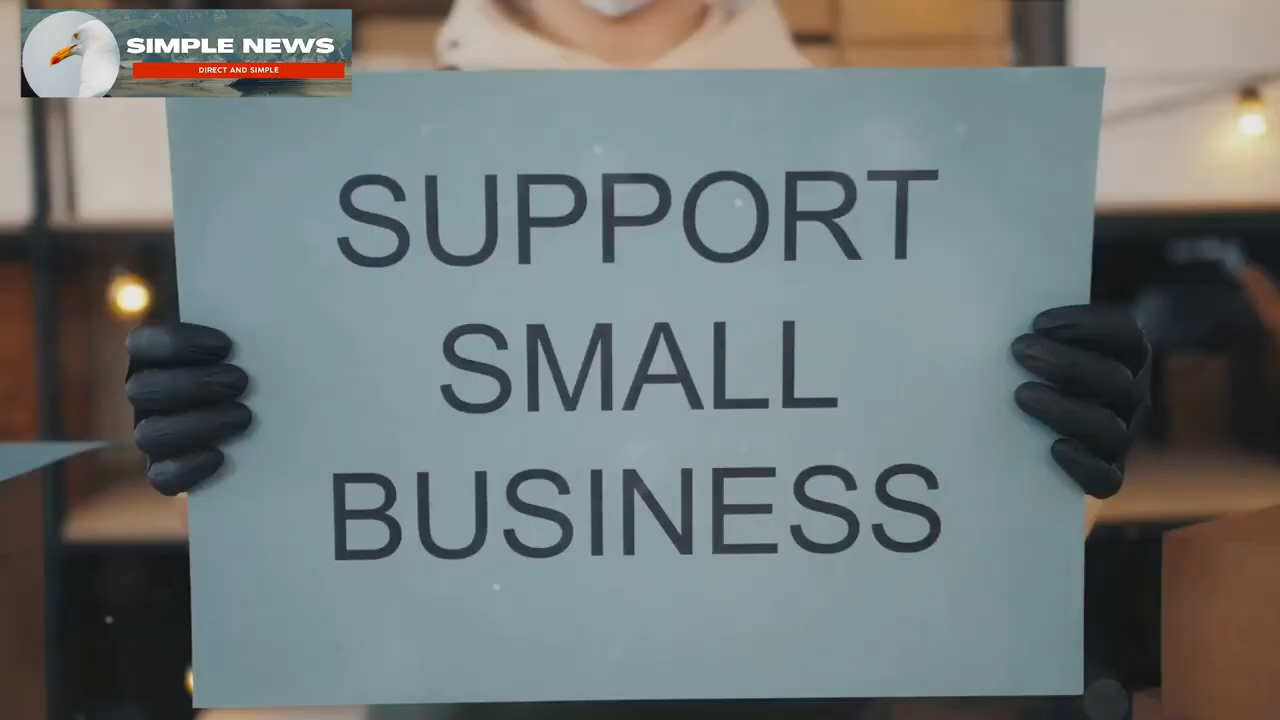 SIMPLE NEWS
DIRECT AND SIMPLE
SUPPORT
SMALL
BUSINESS